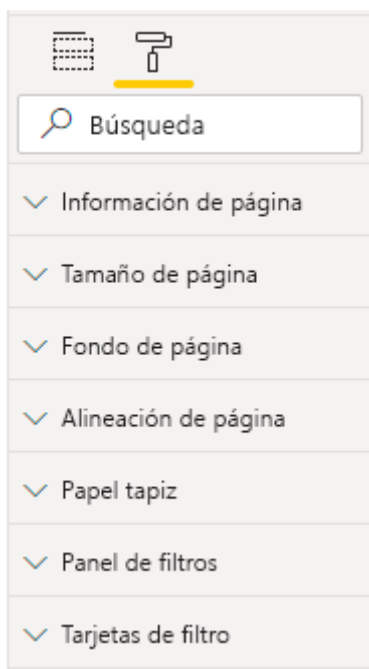 Búsqueda
Información de página
Tamaño de página
Fondo de página
Alineación de página
Papel tapiz
Panel de filtros
Tarjetas de filtro